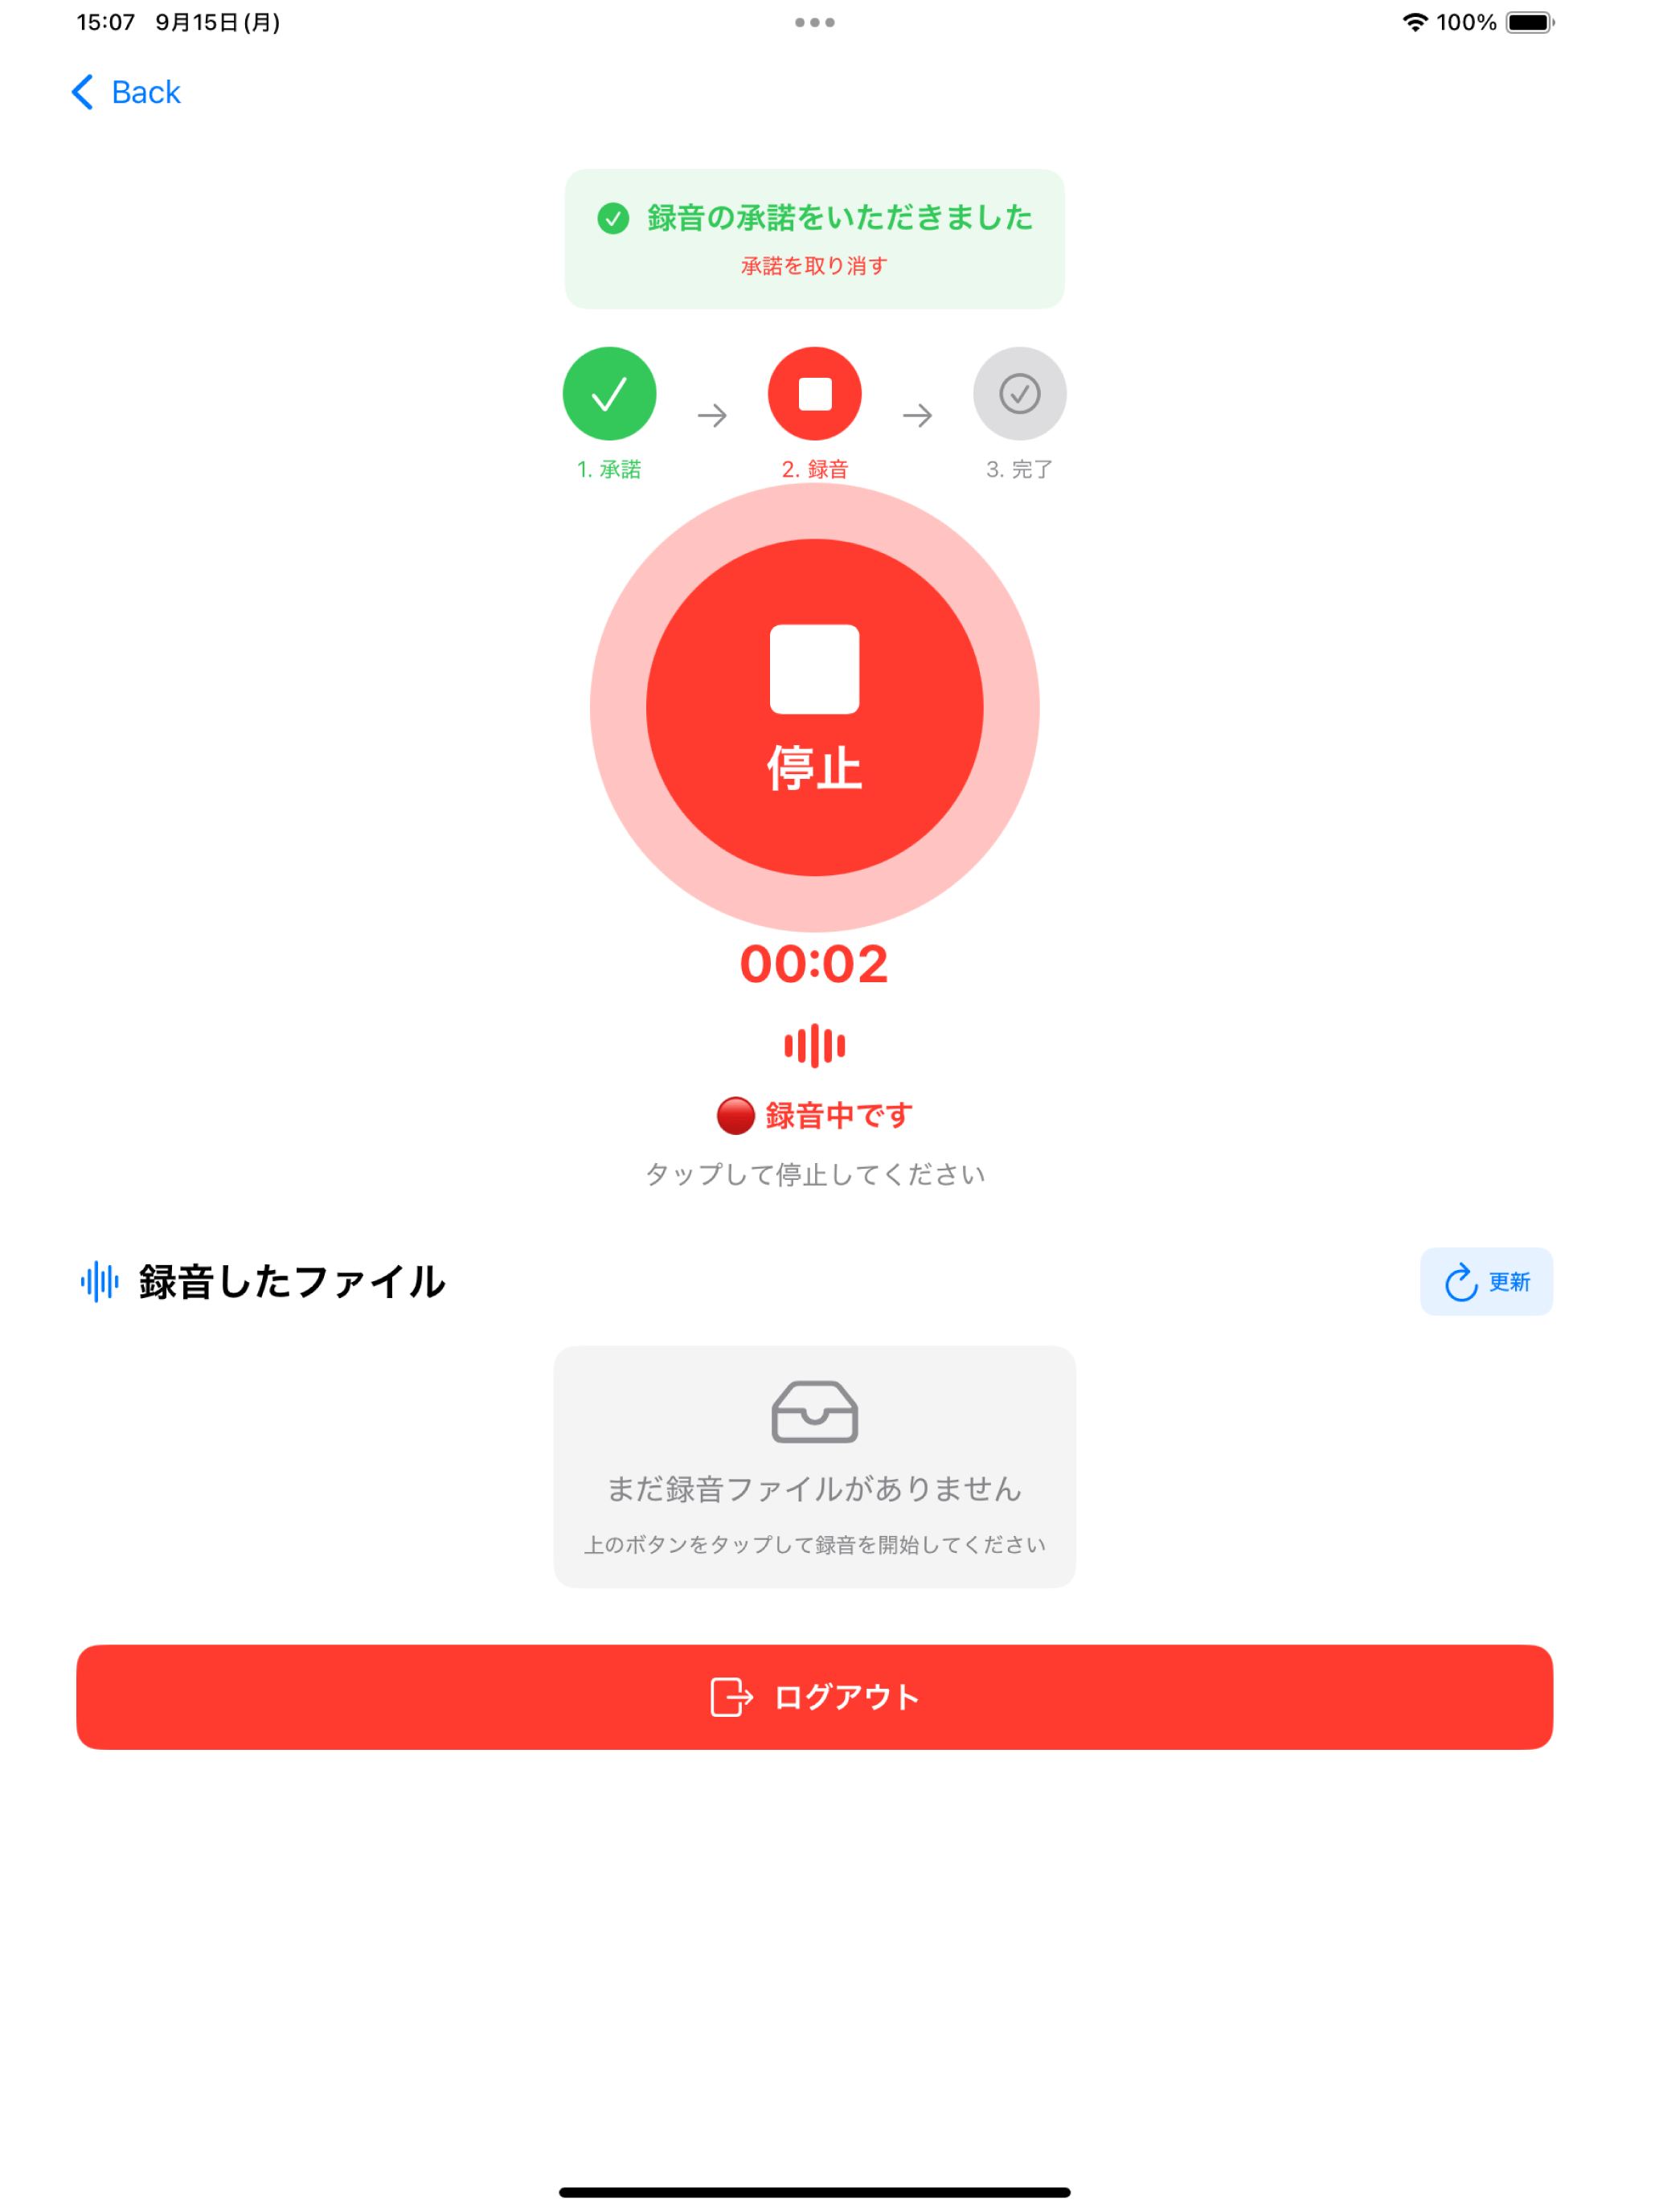 15:07 9月15日(月)
100%
Back
録音の承諾をいただきました
承諾を取り消す
1. 承諾
2. 録音
3. 完了
停止
00:02
録音中です
タップして停止してください
録音したファイル
更新
まだ録音ファイルがありません
上のボタンをタップして録音を開始してください
ログアウト